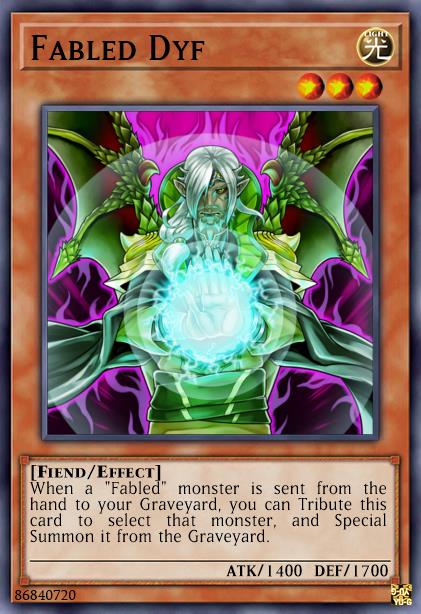 Fabled Dyf
LIGHT
光
[Fiend/Effect]
When a "Fabled" monster is sent from the
hand to your Graveyard, you can Tribute this
card to select that monster, and Special
Summon it from the Graveyard.
ATK/1400 DEF/1700
86840720